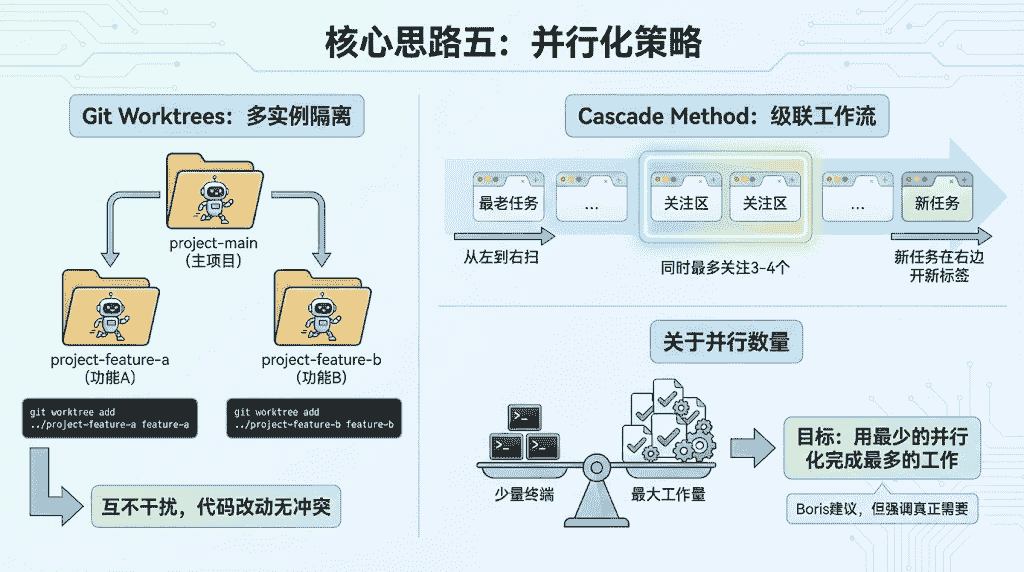 核心思路五：并行化策略
Git Worktrees：多实例隔离
project-main
（主项目）
project-feature-a
（功能A）
project-feature-b
（功能B）
git worktree add
../project-feature-a feature-a
git worktree add
../project-feature-b feature-b
互不干扰，代码改动无冲突
Cascade Method：级联工作流
最老任务
...
关注区
关注区
...
新任务
从左到右扫
同时最多关注3-4个
新任务在右边
开新标签
关于并行数量
>_
>_
>_
少量终端
最大工作量
目标：用最少的并行
化完成最多的工作
Boris建议，但强调真正需要